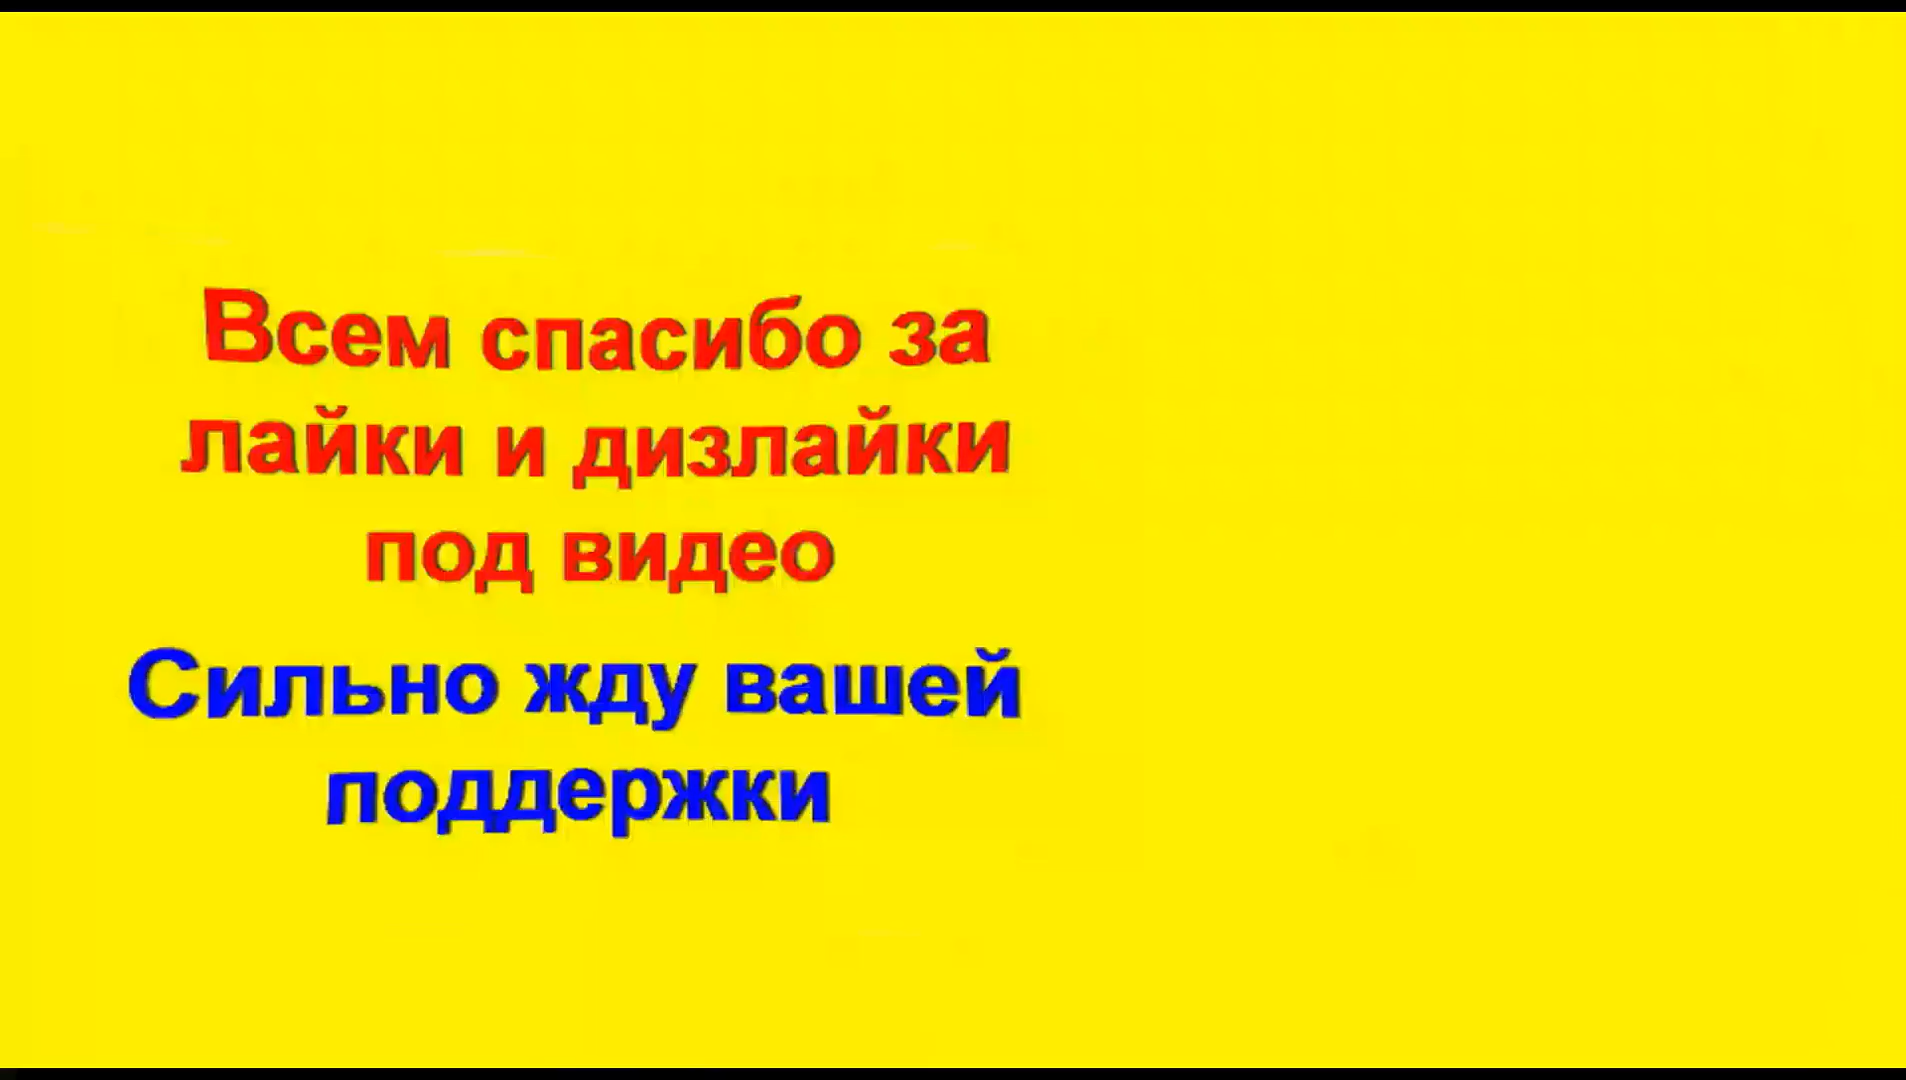 Всем спасибо за
лайки и дизлайки
под видео
Сильно жду вашей
поддержки